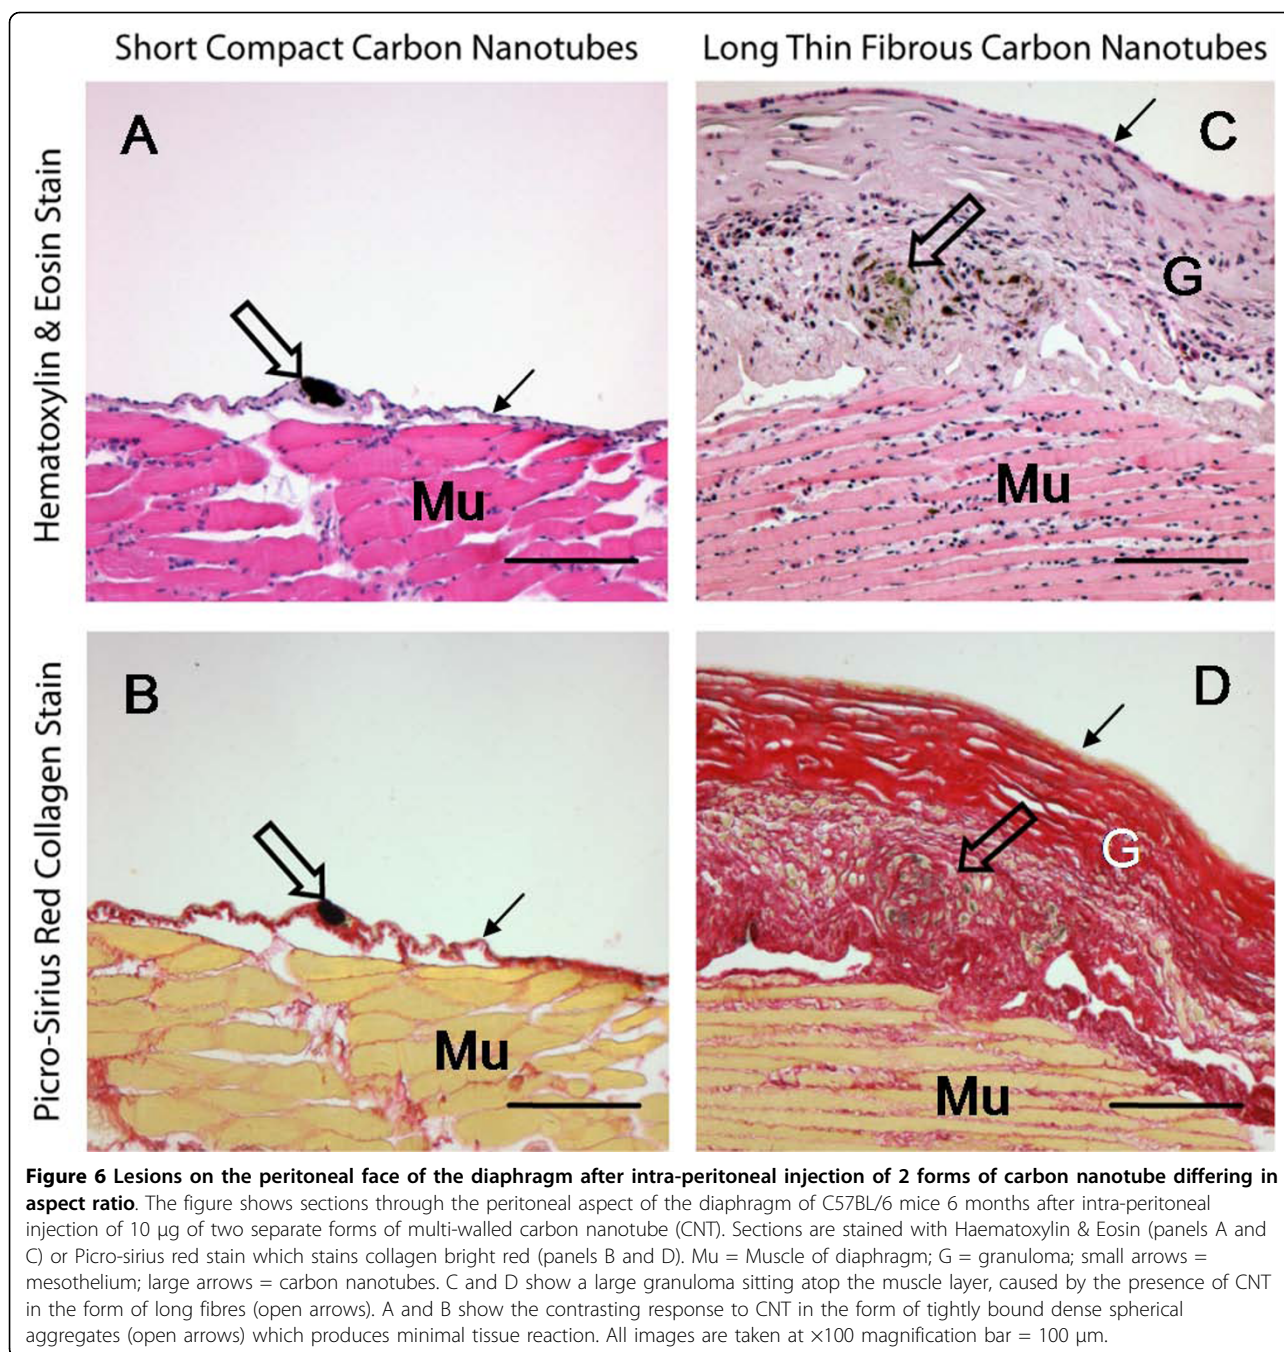 Short Compact Carbon Nanotubes
Long Thin Fibrous Carbon Nanotubes
Hematoxylin & Eosin Stain
A
Mu
C
G
Mu
Picro-Sirius Red Collagen Stain
B
Mu
D
G
Mu
Figure 6 Lesions on the peritoneal face of the diaphragm after intra-peritoneal injection of 2 forms of carbon nanotube differing in
aspect ratio. The figure shows sections through the peritoneal aspect of the diaphragm of C57BL/6 mice 6 months after intra-peritoneal
injection of 10 μg of two separate forms of multi-walled carbon nanotube (CNT). Sections are stained with Haematoxylin & Eosin (panels A and
C) or Picro-sirius red stain which stains collagen bright red (panels B and D). Mu = Muscle of diaphragm; G = granuloma; small arrows =
mesothelium; large arrows = carbon nanotubes. C and D show a large granuloma sitting atop the muscle layer, caused by the presence of CNT
in the form of long fibres (open arrows). A and B show the contrasting response to CNT in the form of tightly bound dense spherical
aggregates (open arrows) which produces minimal tissue reaction. All images are taken at ×100 magnification bar = 100 μm.